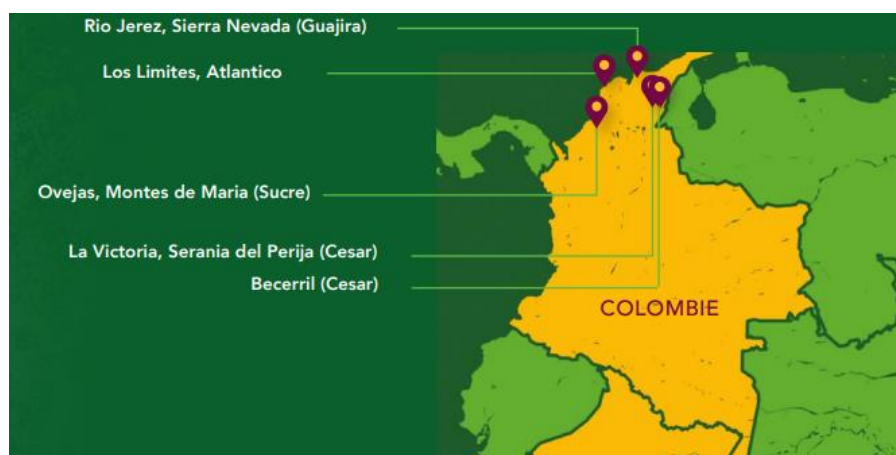 Rio Jerez, Sierra Nevada (Guajira)
Los Limites, Atlantico
Ovejas, Montes de Maria (Sucre)
La Victoria, Serania del Perija (Cesar)
Becerril (Cesar)
COLOMBIE